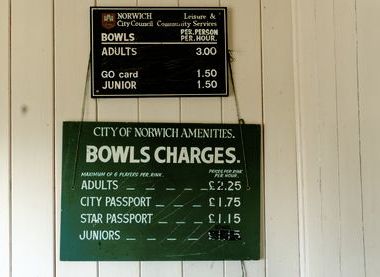 NORWICH Leisure &
City Council Community Services
BOWLS PER.PERSON
PER.HOUR.
ADULTS 3.00
GO card 1.50
JUNIOR 1.50
CITY OF NORWICH AMENITIES.
BOWLS CHARGES.
MAXIMUM OF 6 PLAYERS PER.RINK. PRICES PER RINK
PER HOUR.
ADULTS _ _ _ _ £2.25
CITY PASSPORT _ _ £1.75
STAR PASSPORT _ _ £1.15
JUNIORS _ _ _ _